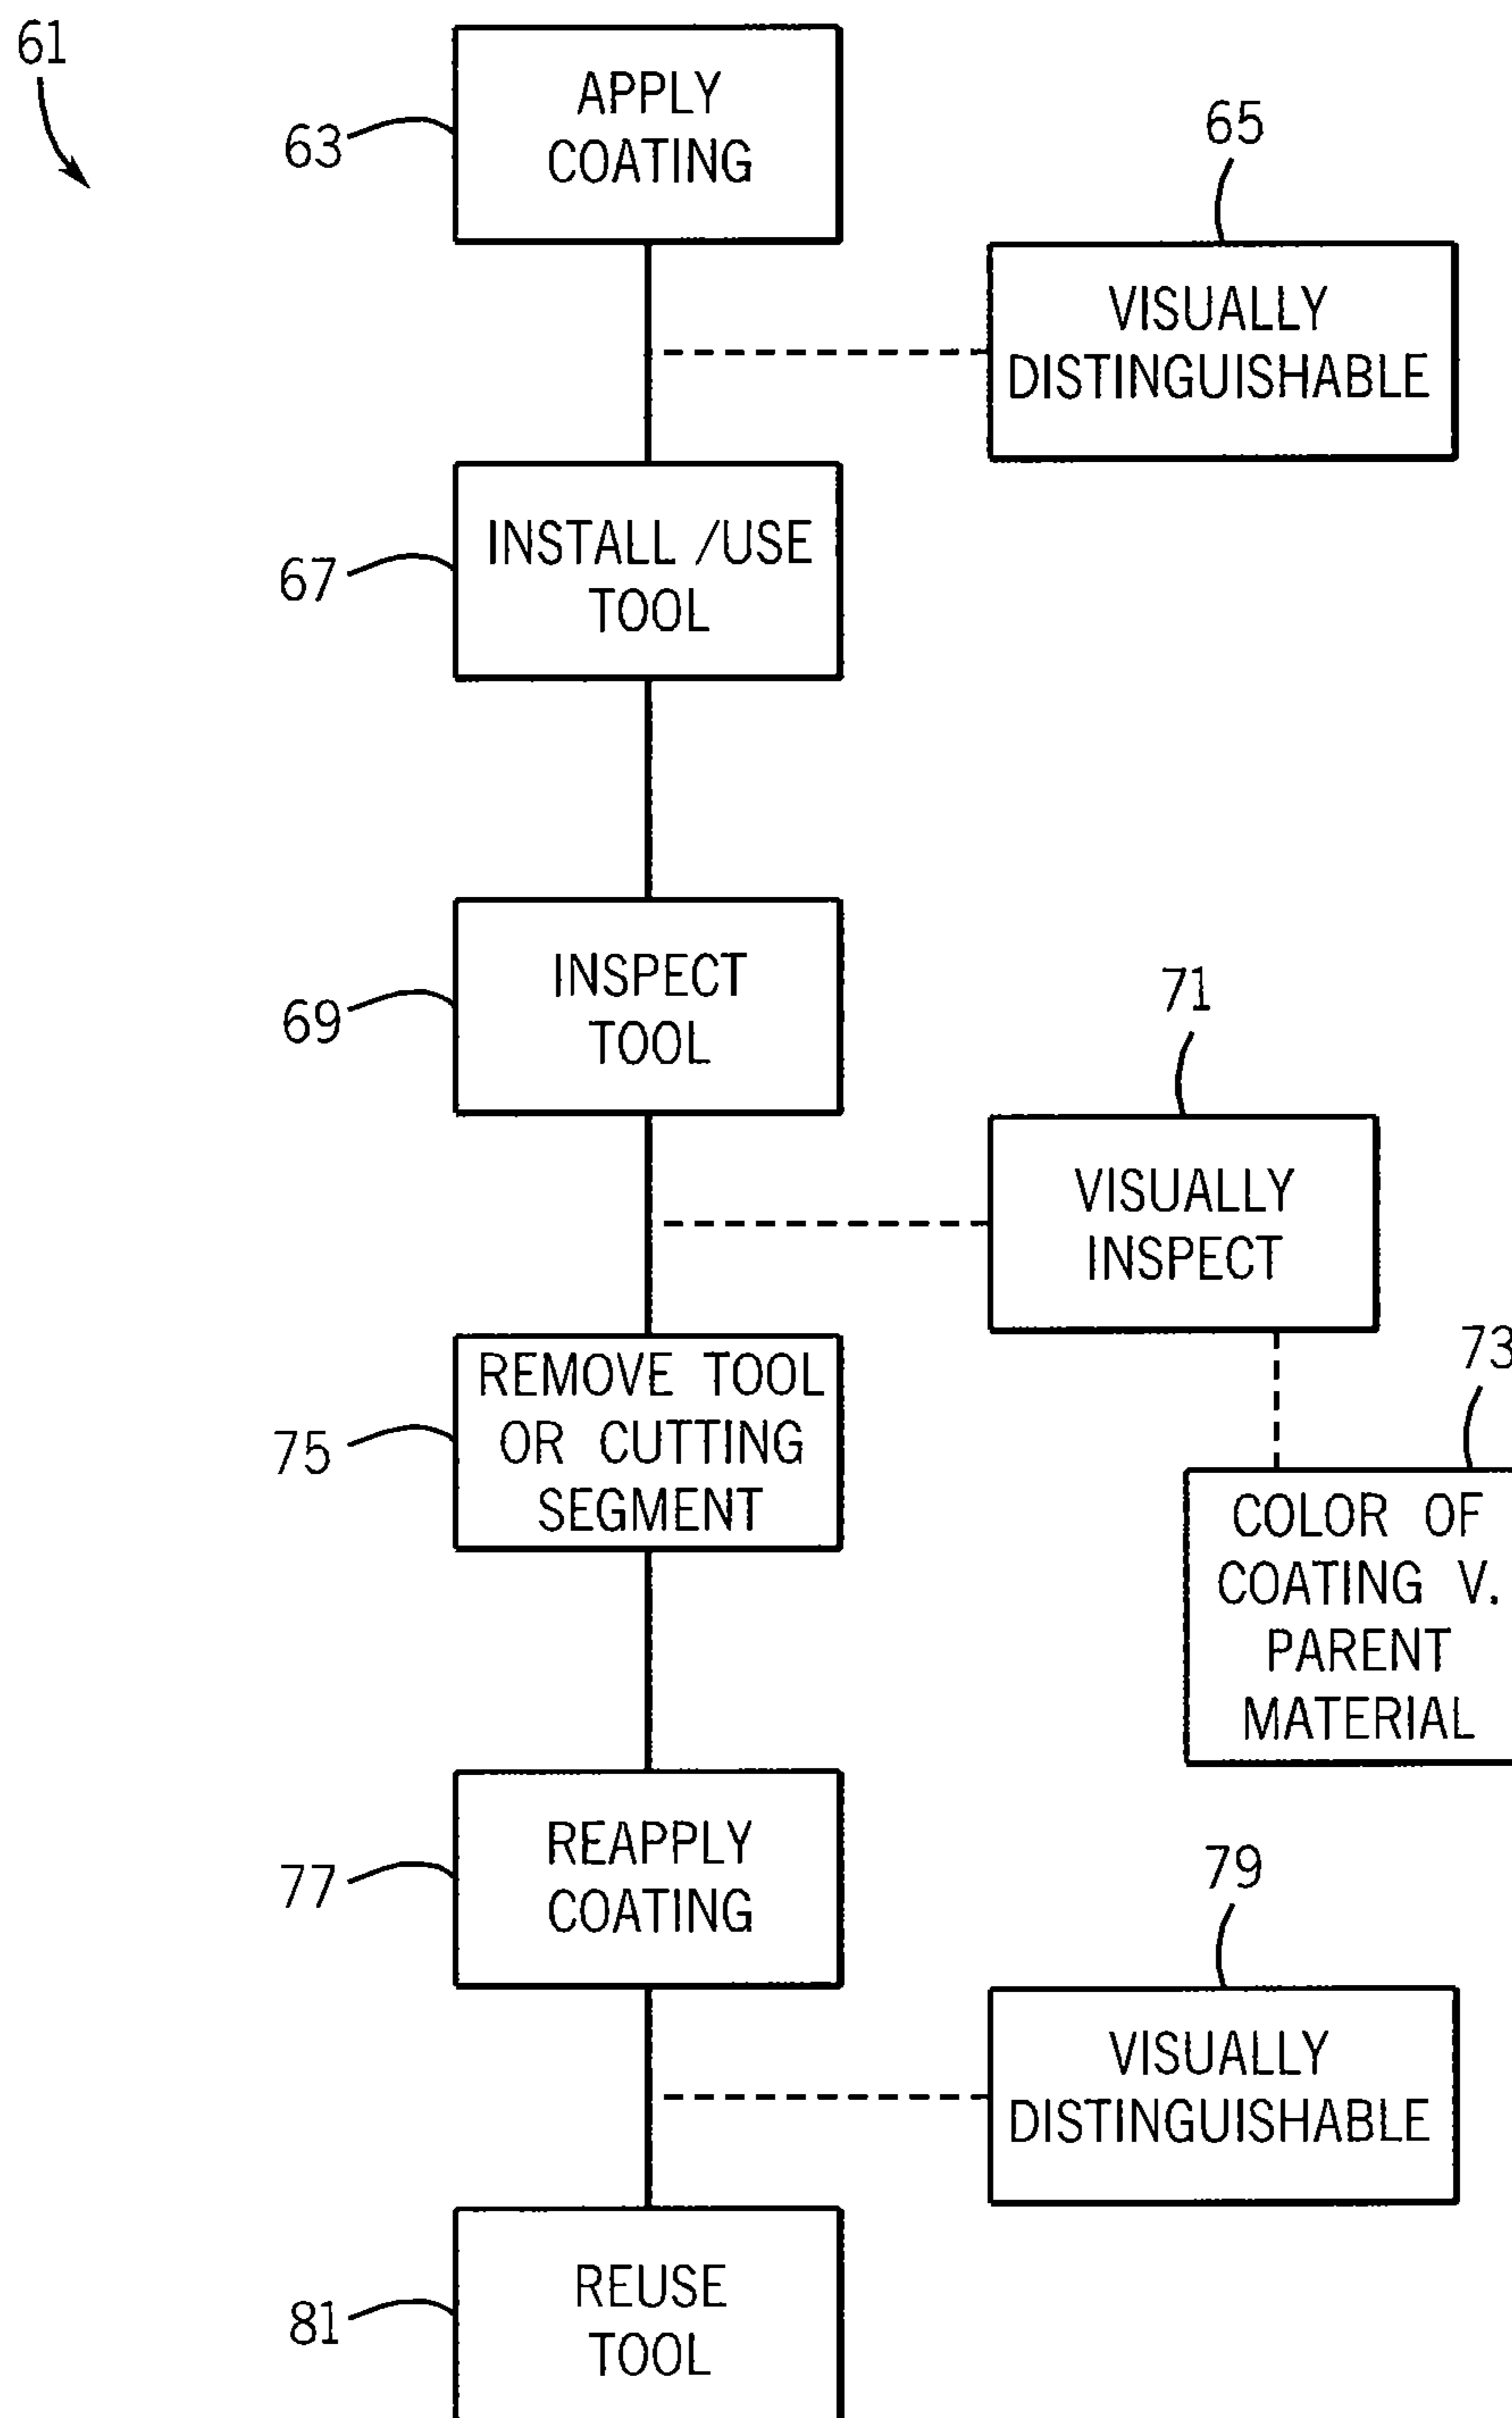 61
APPLY
COATING
63
65
VISUALLY
DISTINGUISHABLE
INSTALL /USE
TOOL
67
INSPECT
TOOL
69
71
VISUALLY
INSPECT
73
REMOVE TOOL
OR CUTTING
SEGMENT
75
COLOR OF
COATING V.
PARENT
MATERIAL
REAPPLY
COATING
77
79
VISUALLY
DISTINGUISHABLE
REUSE
TOOL
81